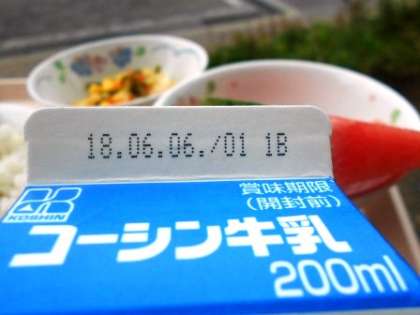 18.06.06./01 1B
賞味期限
(開封前)
KOSHIN
コーシン牛乳
200ml